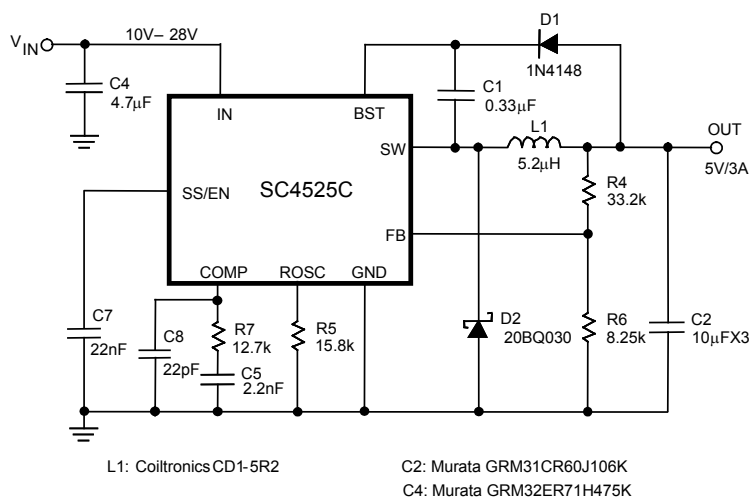 D1
V IN
10V– 28V
1N4148
C4
4.7µF
C1
0.33µF
IN
BST
L1
OUT
SW
5.2µH
5V/3A
SS/EN
SC4525C
R4
33.2k
FB
COMP
ROSC
GND
C7
22nF
C8
22pF
R7
12.7k
R5
15.8k
C5
2.2nF
D2
20BQ030
R6
8.25k
C2
10µFX3
L1: Coiltronics CD1-5R2
C2: Murata GRM31CR60J106K
C4: Murata GRM32ER71H475K